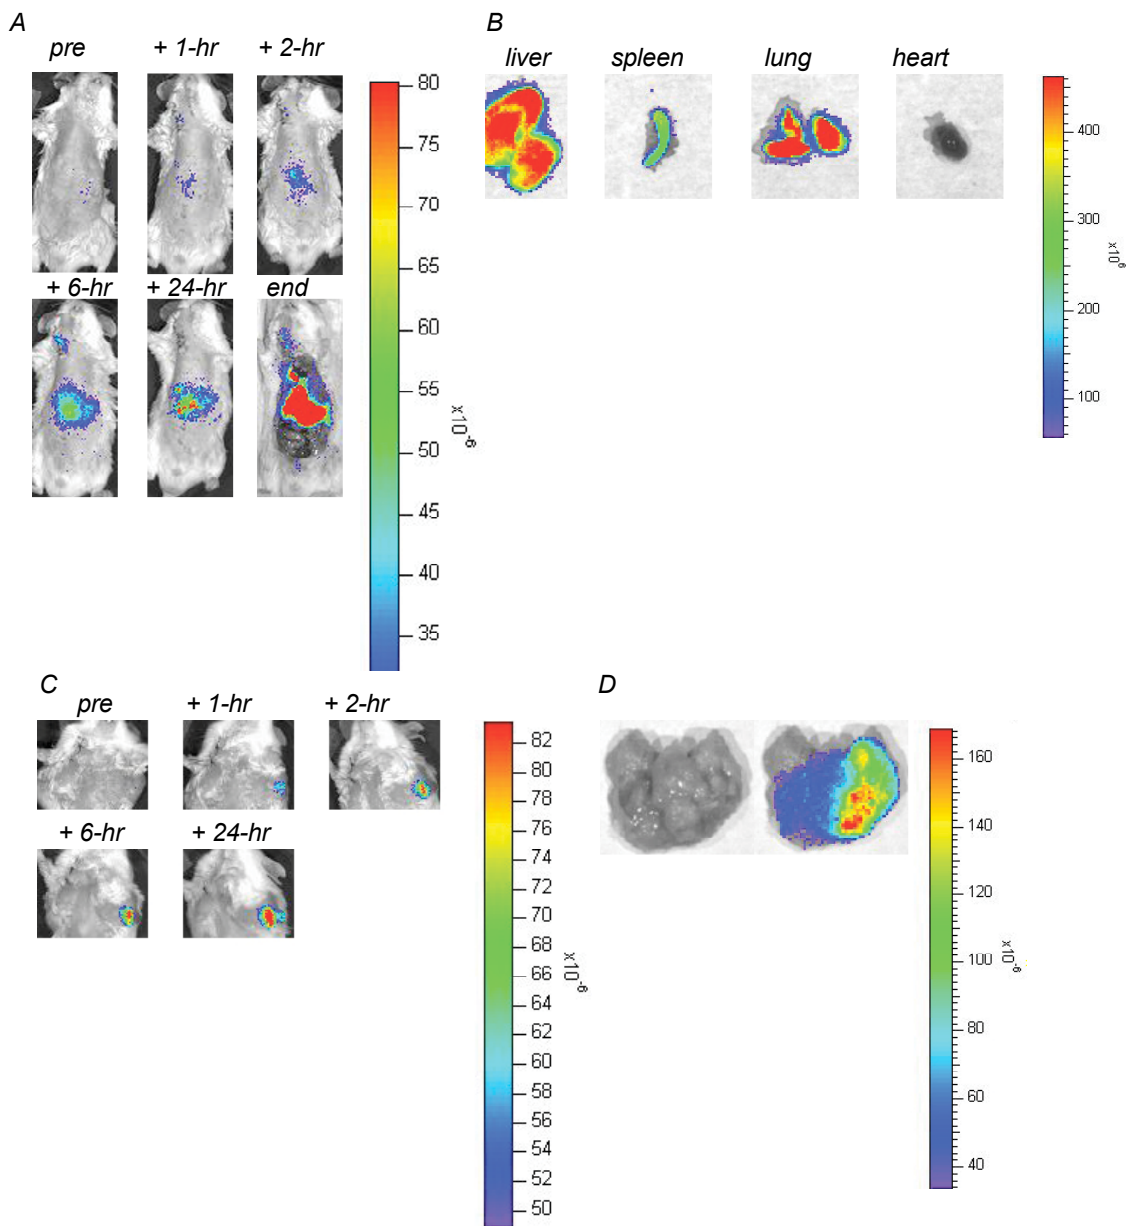 A
pre + 1-hr + 2-hr
+ 6-hr + 24-hr end
80
75
70
65
60
55
50
45
40
35
x10^-6
B
liver spleen lung heart
400
300
200
100
x10^6
C
pre + 1-hr + 2-hr
+ 6-hr + 24-hr
82
80
78
76
74
72
70
68
66
64
62
60
58
56
54
52
50
x10^-6
D
160
140
120
100
80
60
40
x10^-6